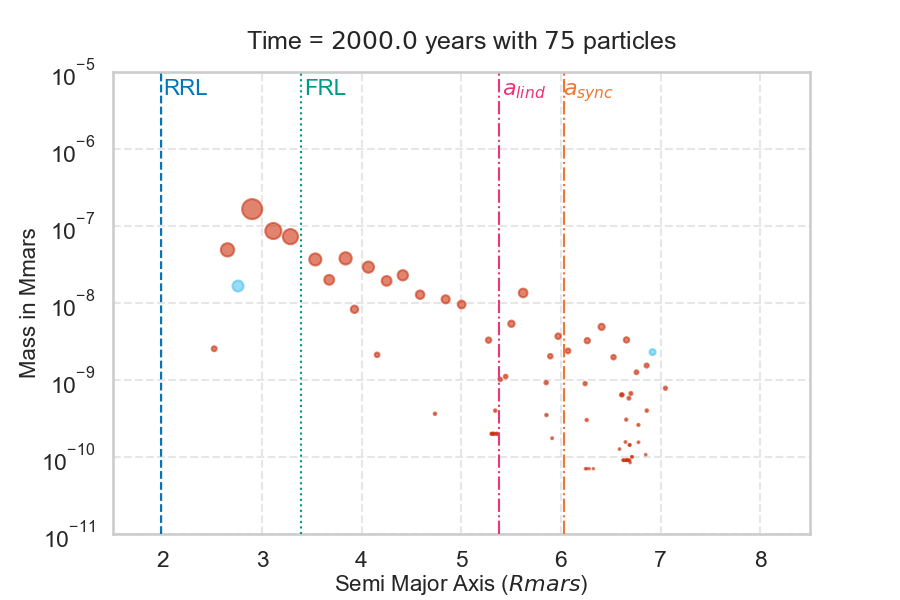 Time = 2000.0 years with 75 particles
RRL
FRL
a_lind
a_sync
10^−5
10^−6
10^−7
10^−8
10^−9
10^−10
10^−11
Mass in Mmars
2 3 4 5 6 7 8
Semi Major Axis (Rmars)